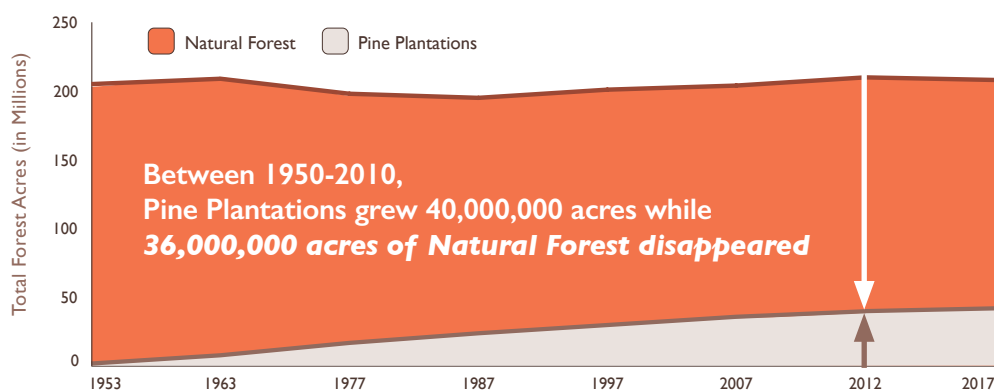 250
Natural Forest
Pine Plantations
200
150
100
50
0
Total Forest Acres (in Millions)
Between 1950-2010,
Pine Plantations grew 40,000,000 acres while
36,000,000 acres of Natural Forest disappeared
1953 1963 1977 1987 1997 2007 2012 2017